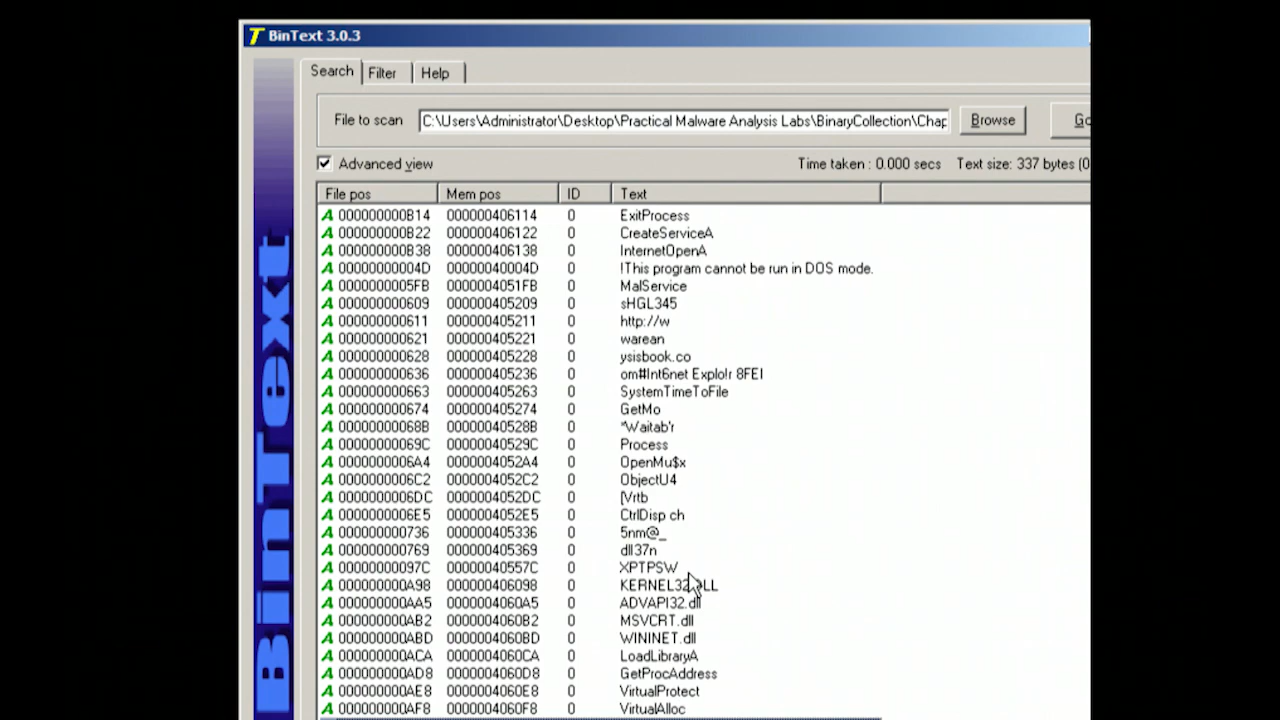 BinText 3.0.3
Search Filter Help
File to scan C:\Users\Administrator\Desktop\Practical Malware Analysis Labs\BinaryCollection\Chap Browse Go
Advanced view Time taken : 0.000 secs Text size: 337 bytes (0
File pos Mem pos ID Text
A 000000000B14 000000406114 0 ExitProcess
A 000000000B22 000000406122 0 CreateServiceA
A 000000000B38 000000406138 0 InternetOpenA
A 00000000004D 00000040004D 0 !This program cannot be run in DOS mode.
A 0000000005FB 0000004051FB 0 MalService
A 000000000609 000000405209 0 sHGL345
A 000000000611 000000405211 0 http://w
A 000000000621 000000405221 0 warean
A 000000000628 000000405228 0 ysisbook.co
A 000000000636 000000405236 0 om#Int6net Explo!r 8FEI
A 000000000663 000000405263 0 SystemTimeToFile
A 000000000674 000000405274 0 GetMo
A 00000000068B 00000040528B 0 *Waitab'r
A 00000000069C 00000040529C 0 Process
A 0000000006A4 0000004052A4 0 OpenMu$x
A 0000000006C2 0000004052C2 0 ObjectU4
A 0000000006DC 0000004052DC 0 [Vrtb
A 0000000006E5 0000004052E5 0 CtrlDisp ch
A 000000000736 000000405336 0 5nm@_
A 000000000769 000000405369 0 dll37n
A 00000000097C 00000040557C 0 XPTPSW
A 000000000A98 000000406098 0 KERNEL32.DLL
A 000000000AA5 0000004060A5 0 ADVAPI32.dll
A 000000000AB2 0000004060B2 0 MSVCRT.dll
A 000000000ABD 0000004060BD 0 WININET.dll
A 000000000ACA 0000004060CA 0 LoadLibraryA
A 000000000AD8 0000004060D8 0 GetProcAddress
A 000000000AE8 0000004060E8 0 VirtualProtect
A 000000000AF8 0000004060F8 0 VirtualAlloc
BinText